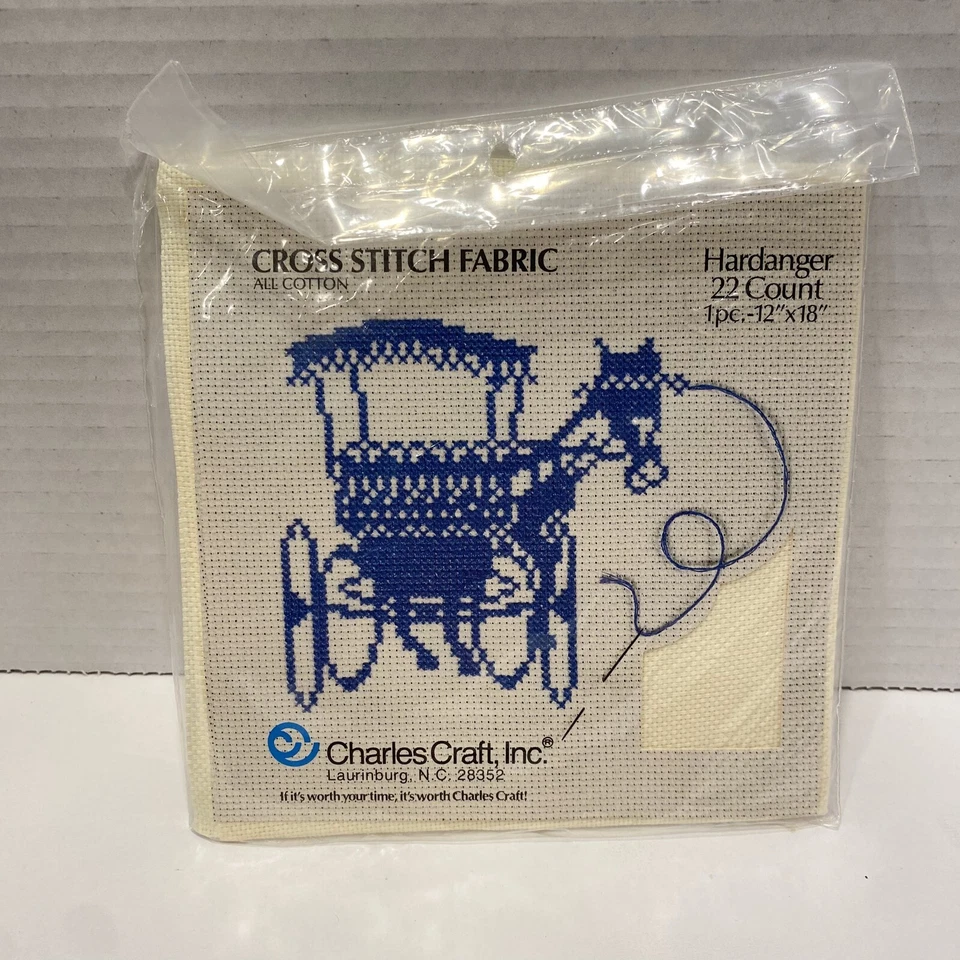 CROSS STITCH FABRIC
ALL COTTON
Hardanger
22 Count
1pc.-12"x18"
Charles Craft, Inc.®
Laurinburg, N.C. 28352
If it's worth your time, it's worth Charles Craft!